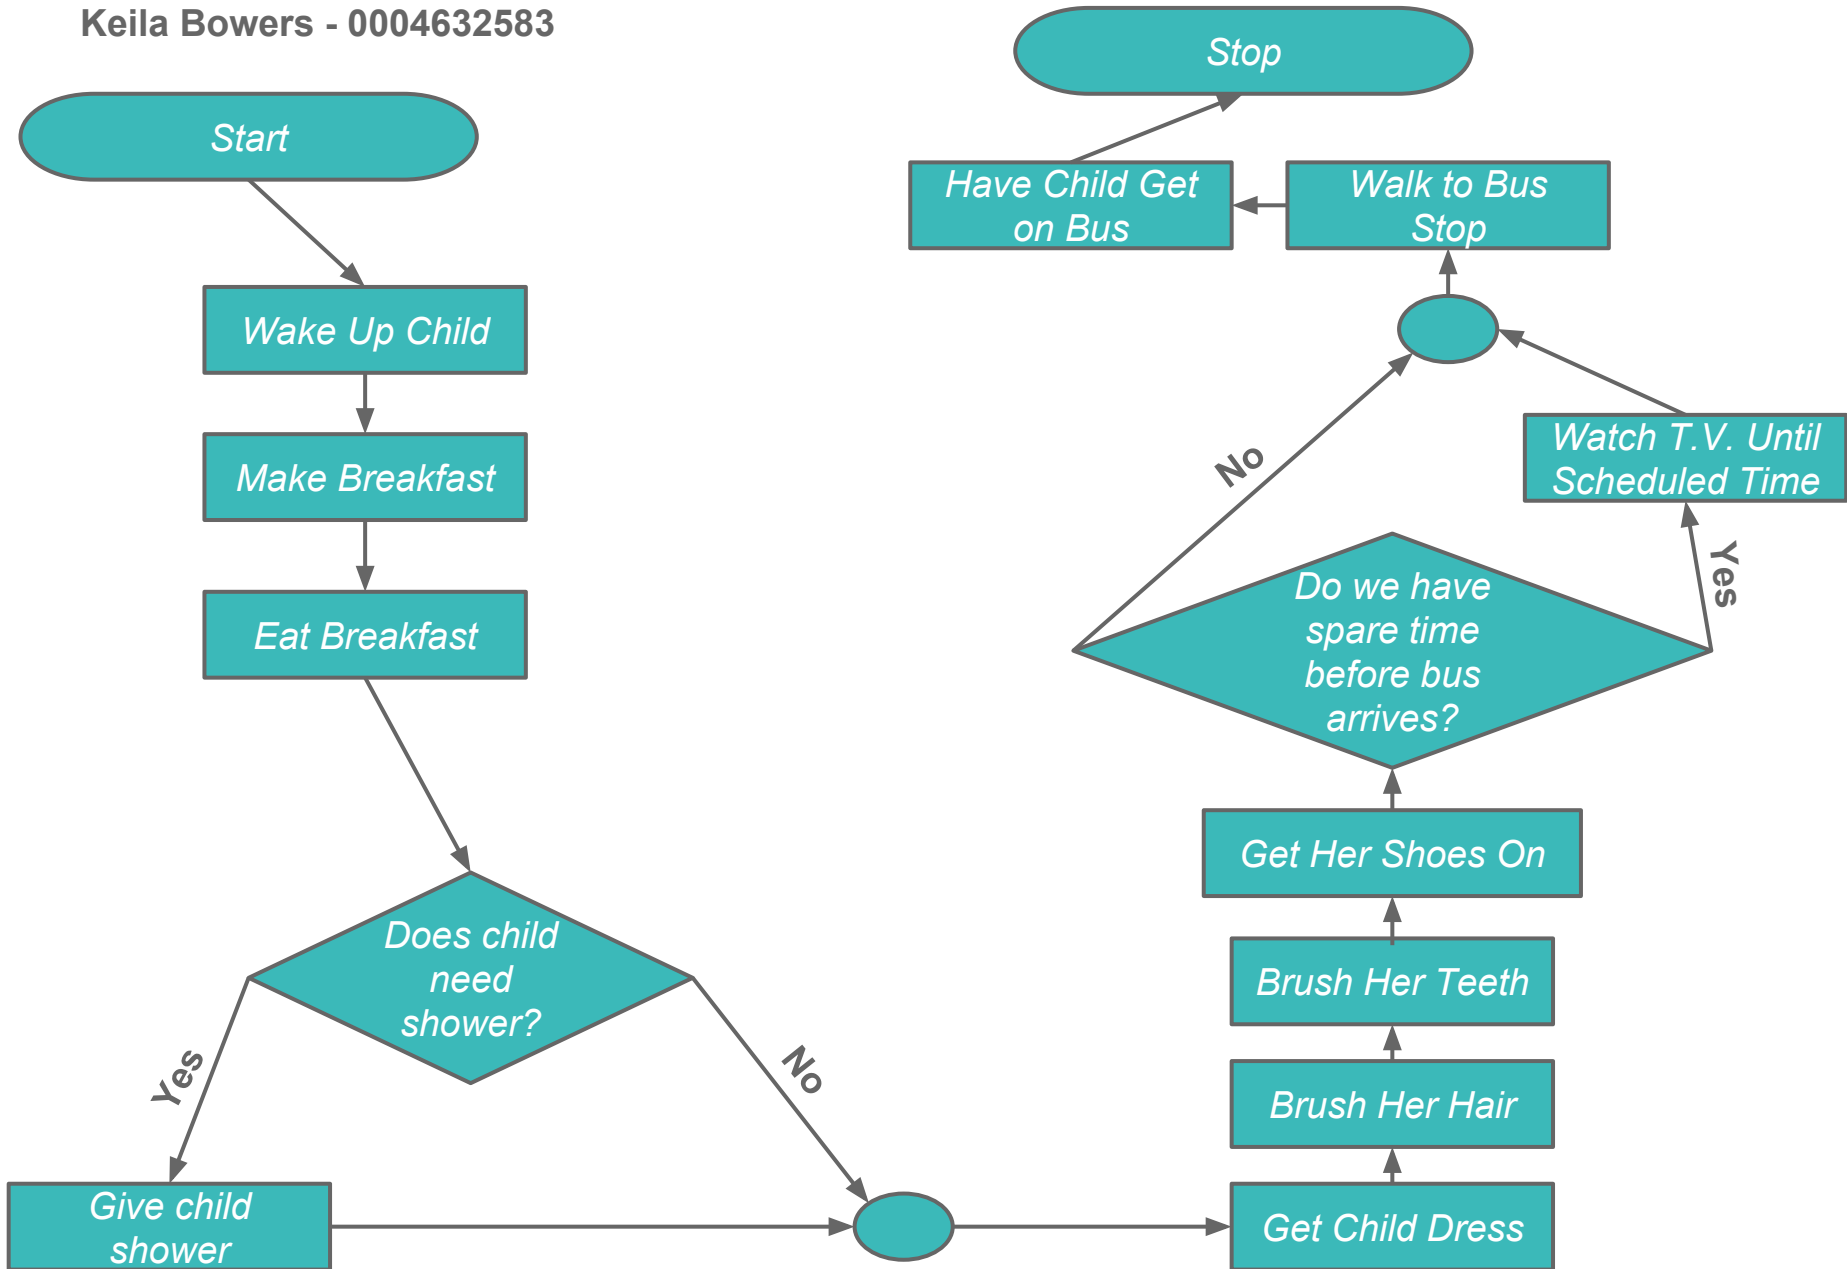 Keila Bowers - 0004632583
Start
Wake Up Child
Make Breakfast
Eat Breakfast
Does child
need
shower?
Yes
No
Give child
shower
Get Child Dress
Brush Her Hair
Brush Her Teeth
Get Her Shoes On
Do we have
spare time
before bus
arrives?
No
Yes
Watch T.V. Until
Scheduled Time
Walk to Bus
Stop
Have Child Get
on Bus
Stop